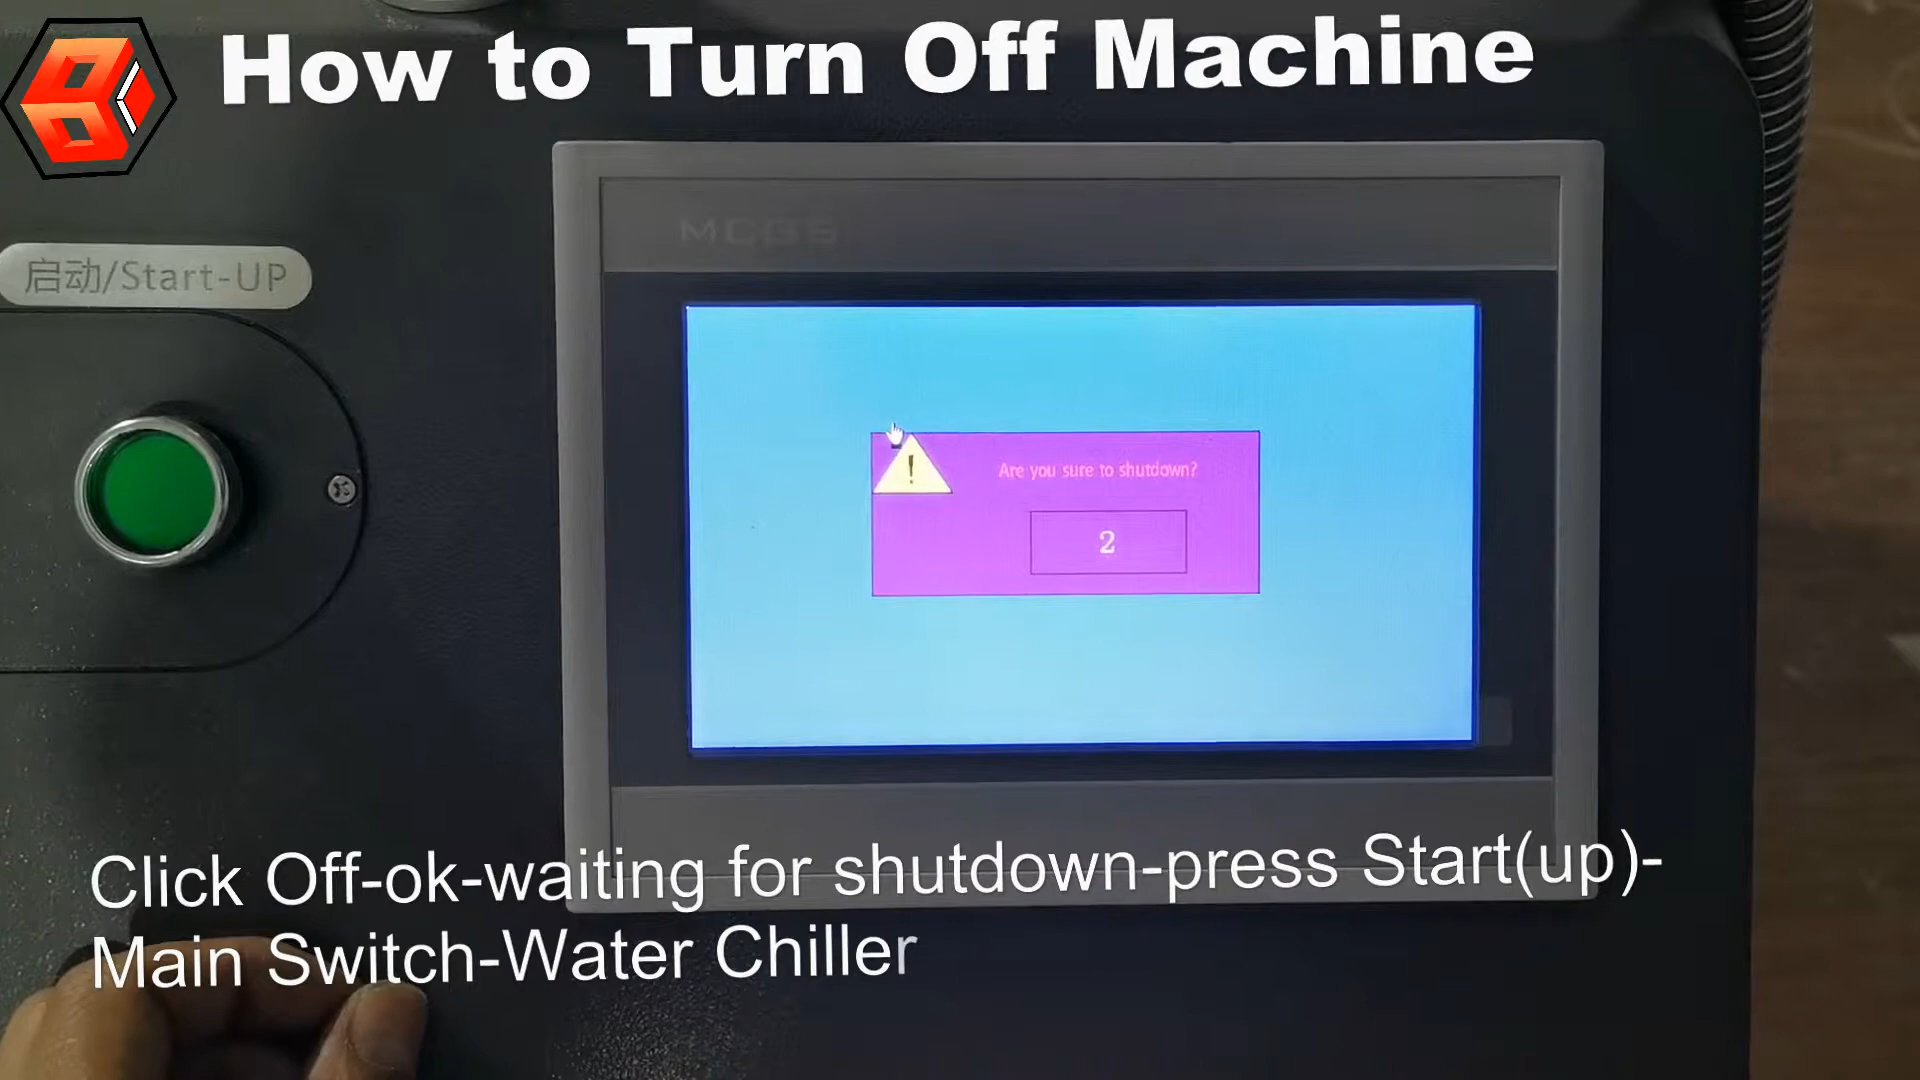 How to Turn Off Machine
MCGS
启动/Start-UP
!
Are you sure to shutdown?
2
Click Off-ok-waiting for shutdown-press Start(up)-
Main Switch-Water Chiller